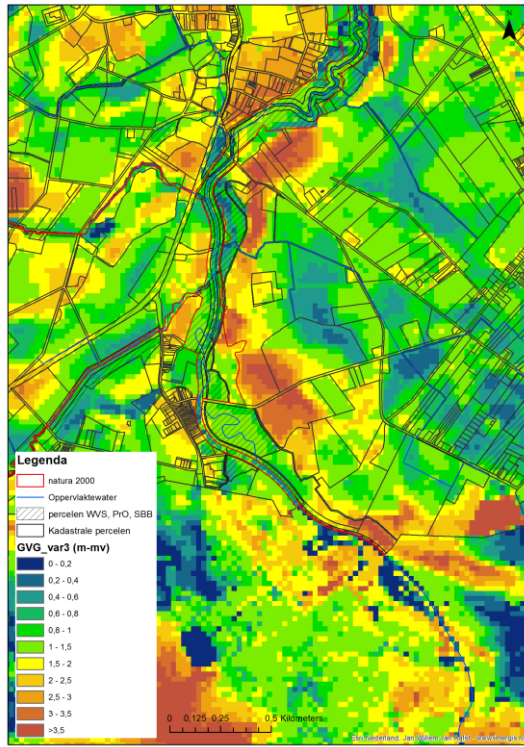 Legenda
natura 2000
Oppervlaktewater
percelen WVS, PrO, SBB
Kadastrale percelen
GVG_var3 (m-mv)
0 - 0,2
0,2 - 0,4
0,4 - 0,6
0,6 - 0,8
0,8 - 1
1 - 1,5
1,5 - 2
2 - 2,5
2,5 - 3
3 - 3,5
>3,5
0 0,125 0,25 0,5 Kilometers